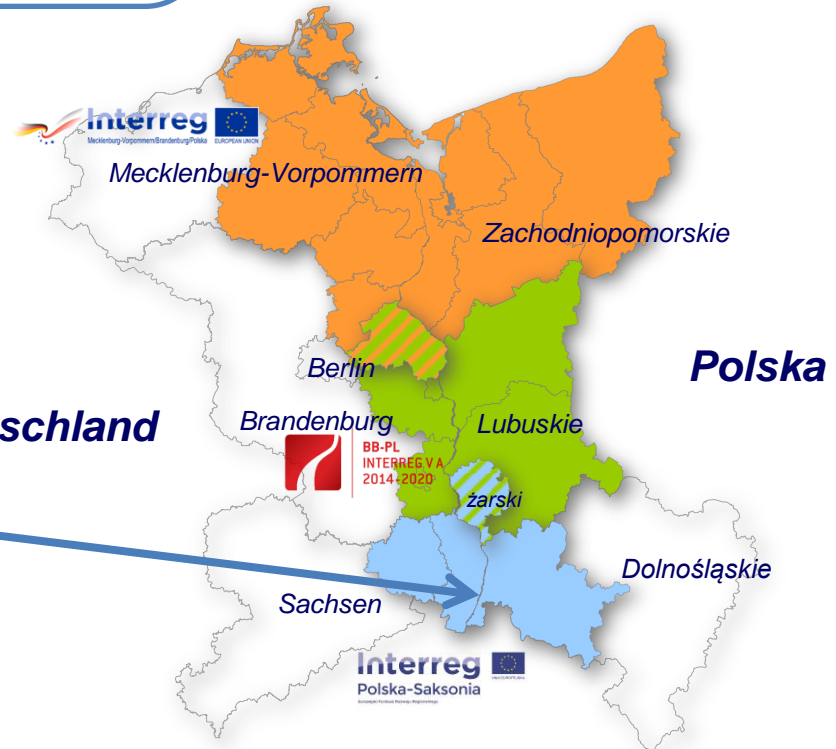 Interreg
Mecklenburg-Vorpommern/Brandenburg/Polska
EUROPEAN UNION
Mecklenburg-Vorpommern
Zachodniopomorskie
Berlin
Polska
schland
Brandenburg
Lubuskie
BB-PL
INTERREG V A
2014-2020
żarski
Dolnośląskie
Sachsen
Interreg
Polska-Saksonia